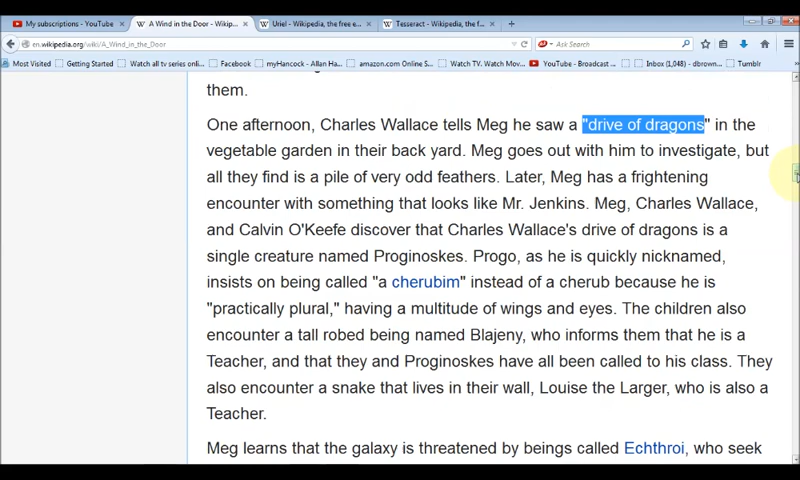 My subscriptions - YouTube
A Wind in the Door - Wikip...
Uriel - Wikipedia, the free e...
Tesseract - Wikipedia, the f...
en.wikipedia.org/wiki/A_Wind_in_the_Door
Ask Search
Most Visited
Getting Started
Watch all tv series onli...
Facebook
myHancock - Allan Ha...
amazon.com Online S...
Watch TV. Watch Mov...
YouTube - Broadcast ...
Inbox (1,048) - dbrown...
Tumblr
them.
One afternoon, Charles Wallace tells Meg he saw a "drive of dragons" in the
vegetable garden in their back yard. Meg goes out with him to investigate, but
all they find is a pile of very odd feathers. Later, Meg has a frightening
encounter with something that looks like Mr. Jenkins. Meg, Charles Wallace,
and Calvin O'Keefe discover that Charles Wallace's drive of dragons is a
single creature named Proginoskes. Progo, as he is quickly nicknamed,
insists on being called "a cherubim" instead of a cherub because he is
"practically plural," having a multitude of wings and eyes. The children also
encounter a tall robed being named Blajeny, who informs them that he is a
Teacher, and that they and Proginoskes have all been called to his class. They
also encounter a snake that lives in their wall, Louise the Larger, who is also a
Teacher.
Meg learns that the galaxy is threatened by beings called Echthroi, who seek